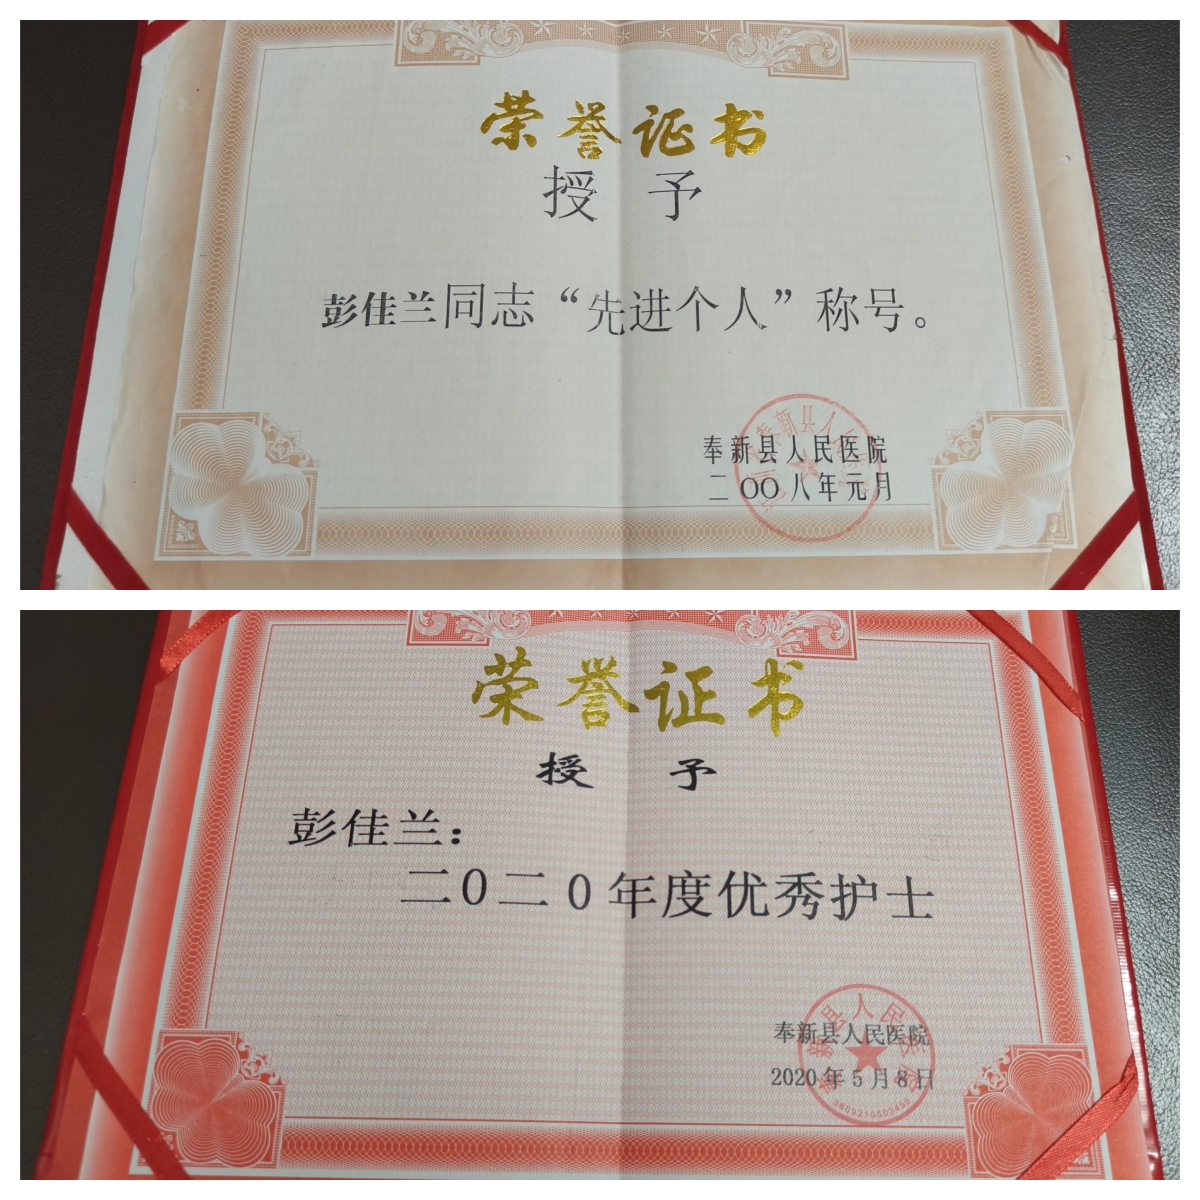 荣誉证书
授 予
彭佳兰同志“先进个人”称号。
奉新县人民医院
二〇〇八年元月
荣誉证书
授 予
彭佳兰：
二0二0年度优秀护士
奉新县人民医院
2020年5月8日